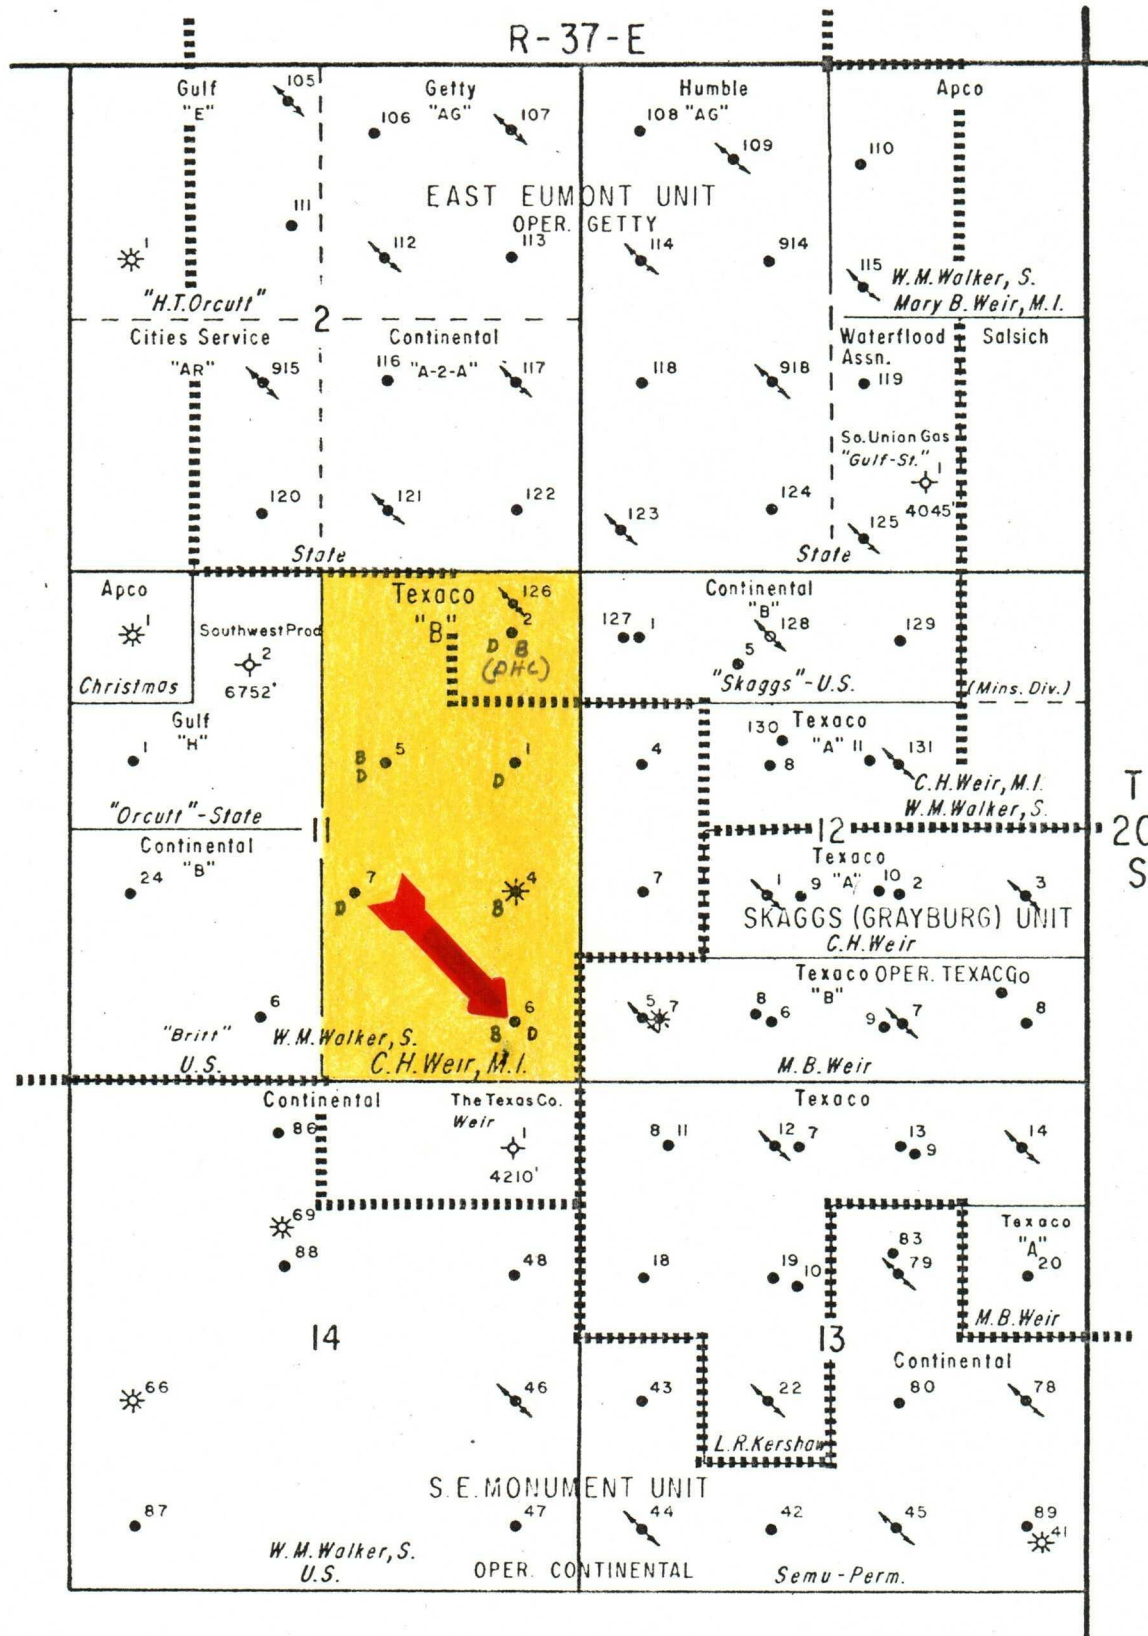 R-37-E
Gulf
"E"
105
Getty
"AG"
106
107
Humble
108 "AG"
109
Apco
110
EAST EUMONT UNIT
OPER. GETTY
111
1
112
113
114
914
115
W.M.Walker, S.
Mary B. Weir, M.I.
"H.T.Orcutt"
2
Cities Service
"AR"
915
Continental
116 "A-2-A"
117
118
918
Waterflood
Assn.
119
Salsich
So. Union Gas
"Gulf-St."
1
4045'
120
121
122
123
124
125
State
State
Apco
1
Christmas
Southwest Prod
2
6752'
Texaco
"B"
126
2
D B
(DHC)
Continental
"B"
127 1
128
129
5
"Skaggs"-U.S.
(Mins. Div.)
Gulf
"H"
1
"Orcutt"-State
B 5
D
1
D
4
Texaco
130 "A" 11
8
131
C.H.Weir, M.I.
W.M.Walker, S.
T
20
S
11
12
Continental
"B"
24
7
D
4
B
7
Texaco
1 9 "A" 10 2
3
SKAGGS (GRAYBURG) UNIT
C.H.Weir
6
"Britt"
U.S.
W.M.Walker, S.
C.H.Weir, M.I.
6
B D
Texaco OPER. TEXACO
"B"
5 7
8 6
9 7
8
M.B.Weir
Continental
86
The Texas Co.
Weir
1
4210'
Texaco
8 11
12 7
13 9
14
69
88
48
18
19 10
83
79
Texaco
"A"
20
M.B.Weir
14
13
Continental
66
46
43
22
80
78
L.R.Kershaw
S.E. MONUMENT UNIT
87
47
44
42
45
89
41
W.M.Walker, S.
U.S.
OPER. CONTINENTAL
Semu-Perm.